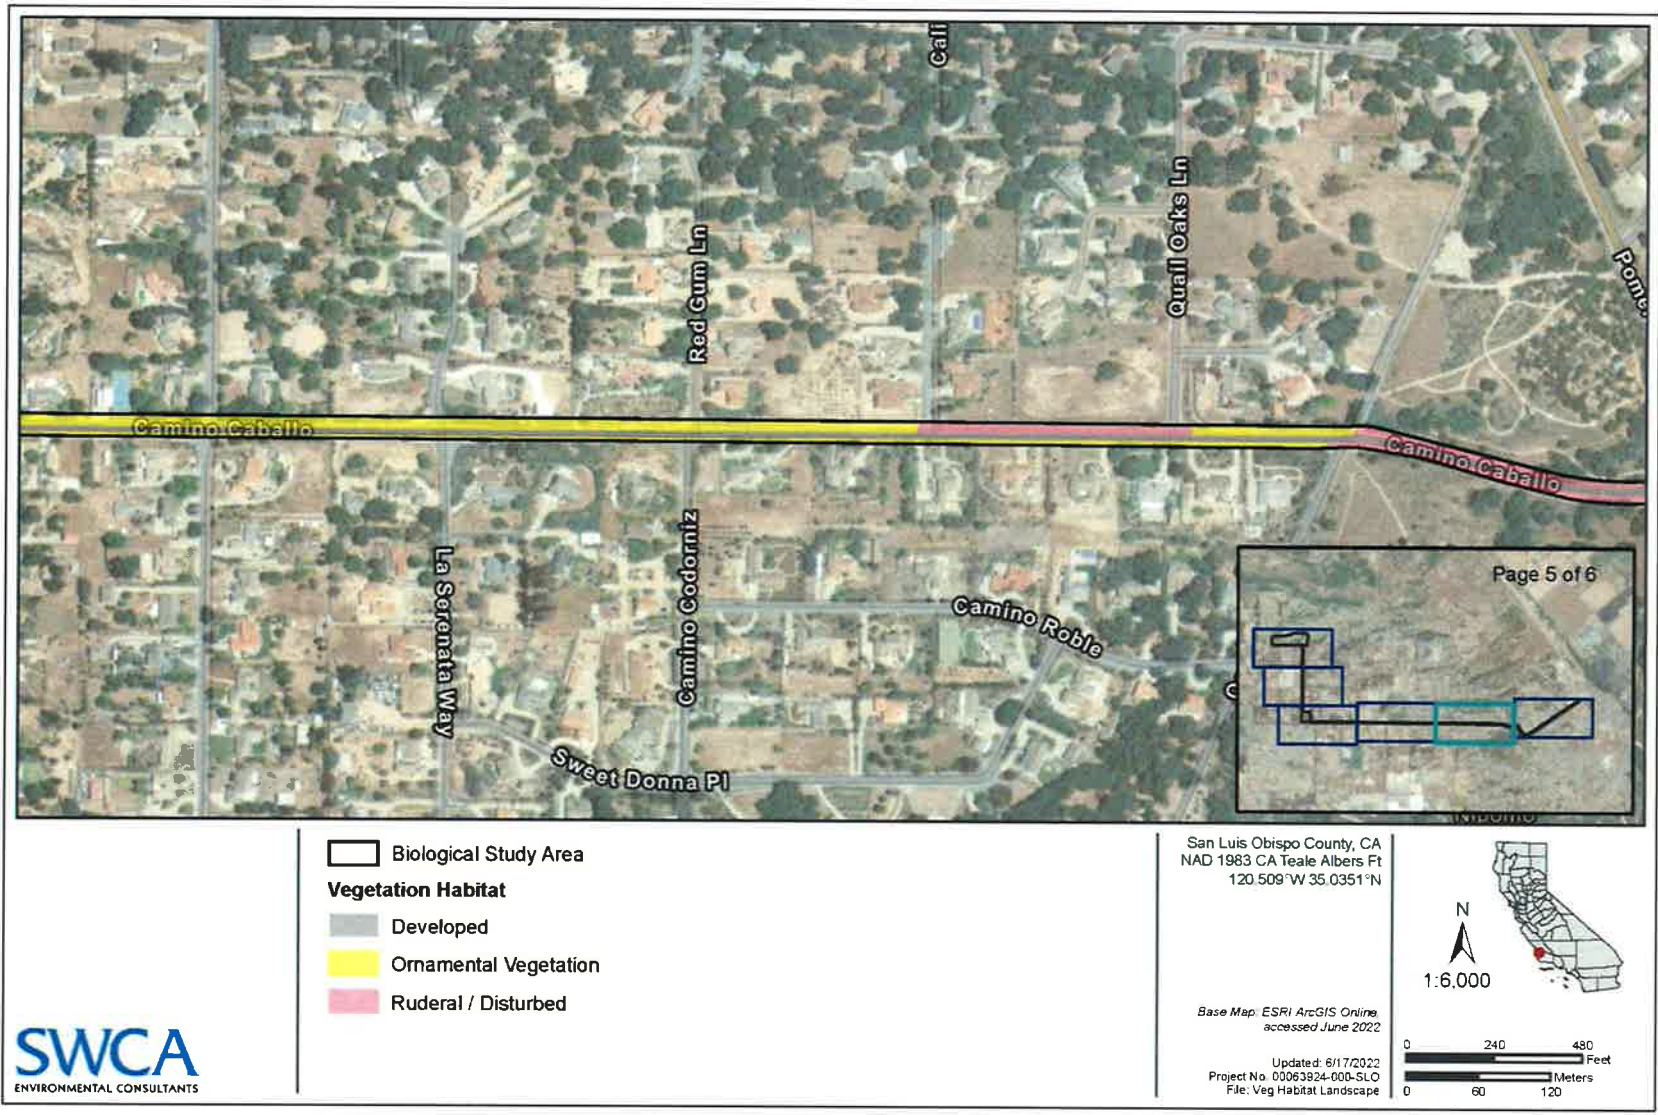 Cali
Quail Oaks Ln
Red Gum Ln
Camino Caballo
Camino Caballo
La Serenata Way
Camino Codorniz
Camino Roble
Sweet Donna Pl
Page 5 of 6
Biological Study Area
Vegetation Habitat
Developed
Ornamental Vegetation
Ruderal / Disturbed
SWCA
ENVIRONMENTAL CONSULTANTS
San Luis Obispo County, CA
NAD 1983 CA Teale Albers Ft
120.509°W 35.0351°N
Base Map: ESRI ArcGIS Online,
accessed June 2022
Updated: 6/17/2022
Project No. 00063924-000-SLO
File: Veg Habitat Landscape
N
1:6,000
0 240 480
Feet
Meters
0 60 120